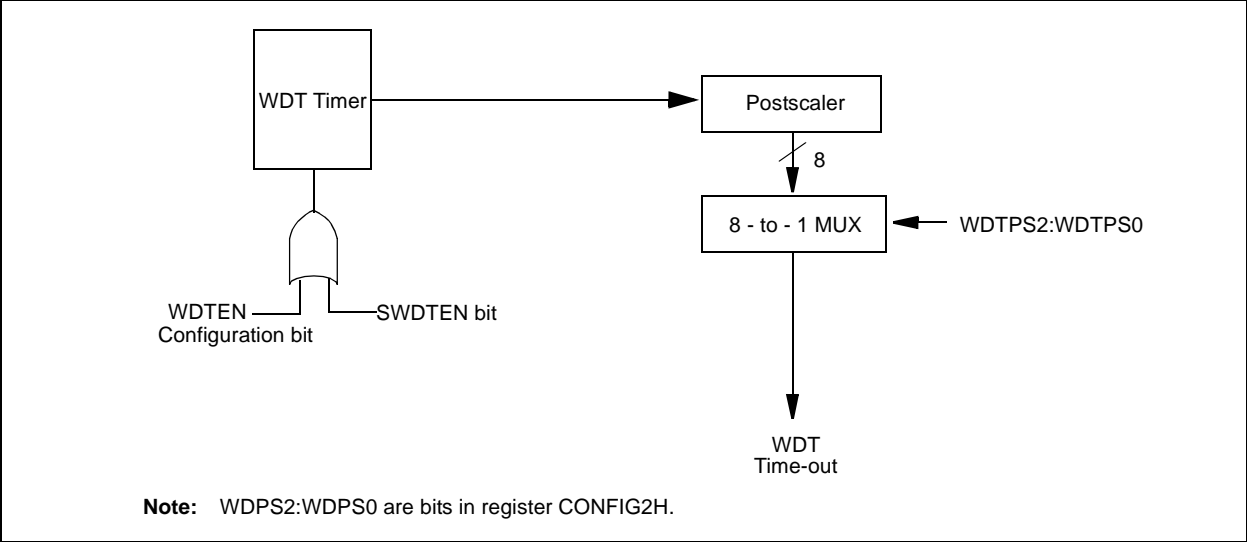 WDT Timer
Postscaler
8
8 - to - 1 MUX
WDTPS2:WDTPS0
WDTEN
Configuration bit
SWDTEN bit
WDT
Time-out
Note: WDPS2:WDPS0 are bits in register CONFIG2H.